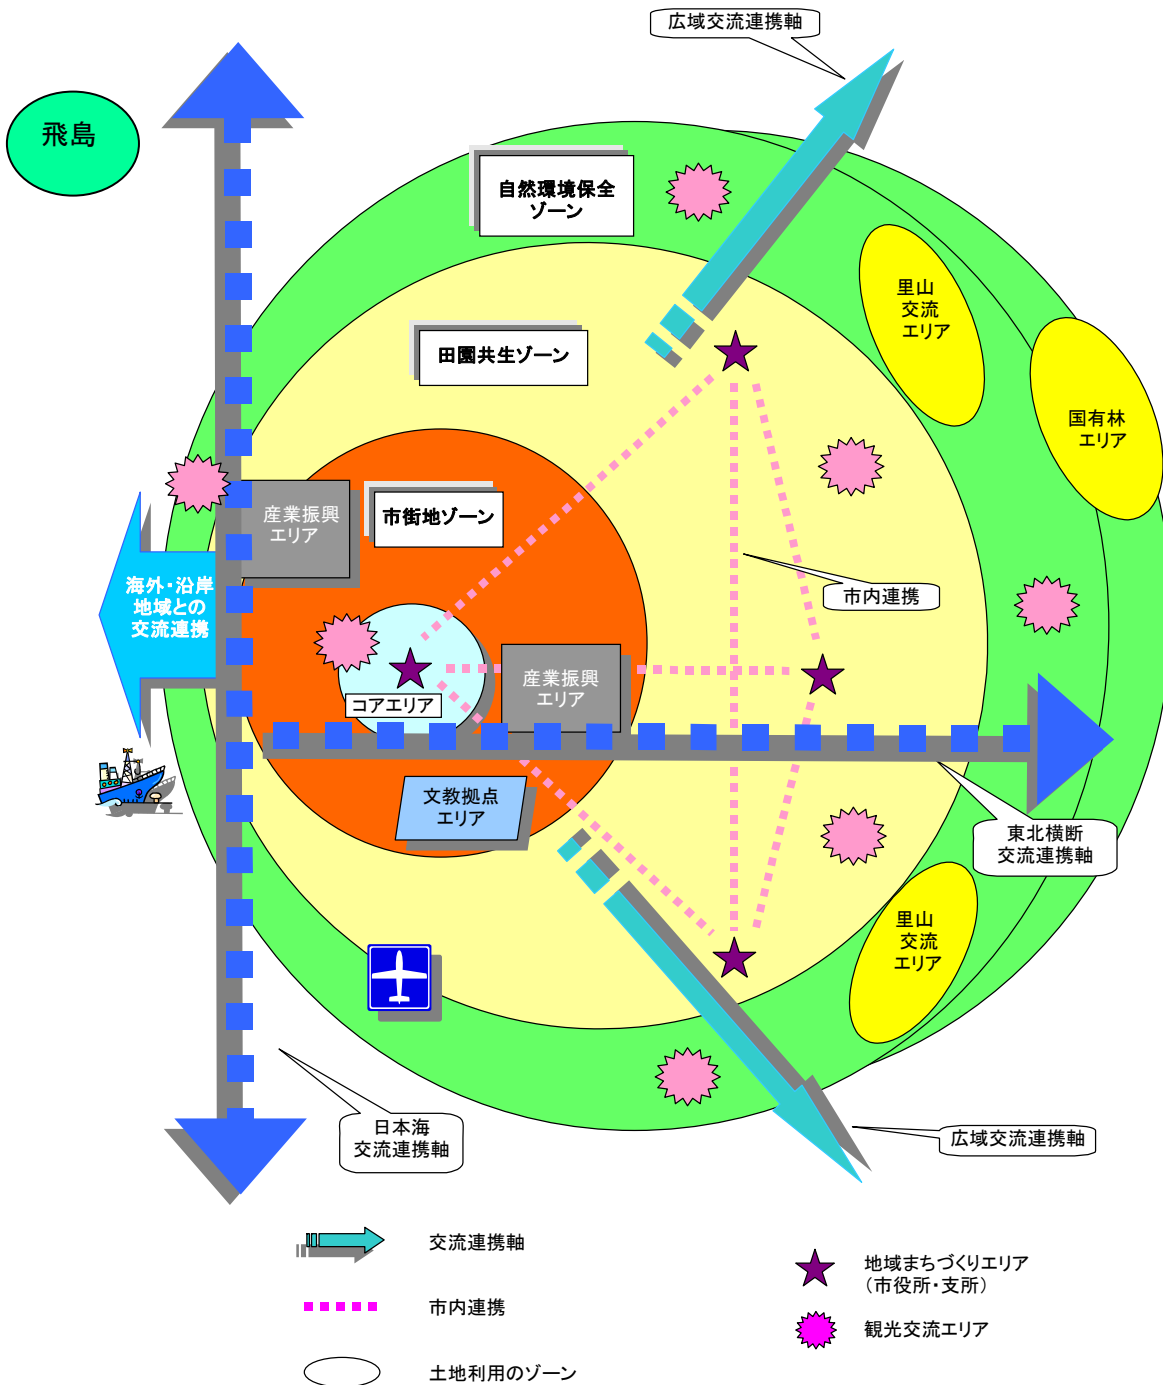 広域交流連携軸
飛島
自然環境保全
ゾーン
里山
交流
エリア
田園共生ゾーン
国有林
エリア
産業振興
エリア
市街地ゾーン
海外・沿岸
地域との
交流連携
市内連携
産業振興
エリア
コアエリア
文教拠点
エリア
東北横断
交流連携軸
里山
交流
エリア
日本海
交流連携軸
広域交流連携軸
交流連携軸
地域まちづくりエリア
（市役所・支所）
市内連携
観光交流エリア
土地利用のゾーン